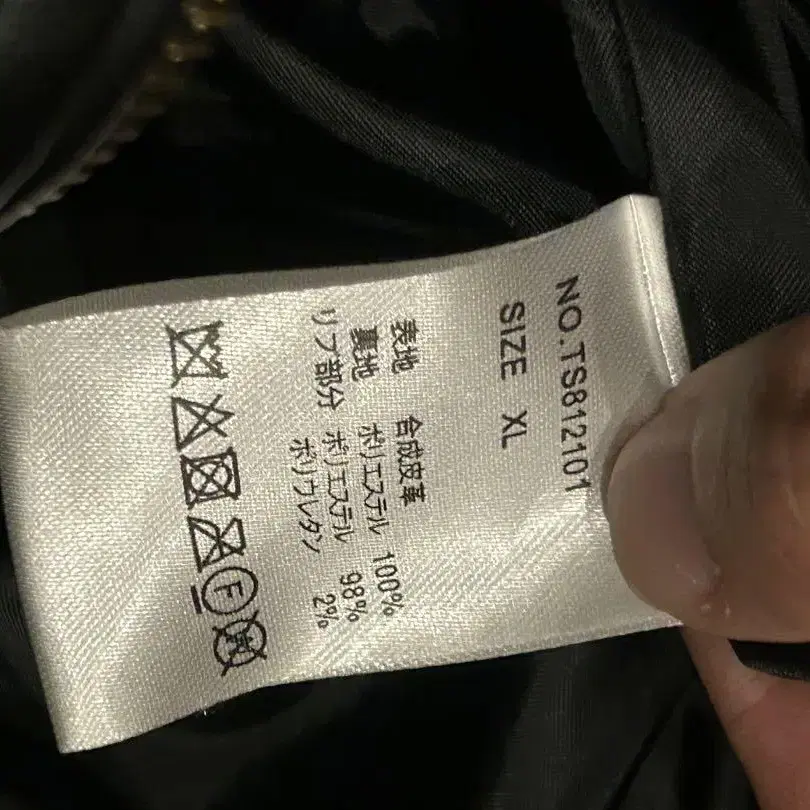 NO.TS812101
SIZE XL
表地 合成皮革
裏地 ポリエステル 100%
リブ部分 ポリエステル 98%
ポリウレタン 2%
F
W